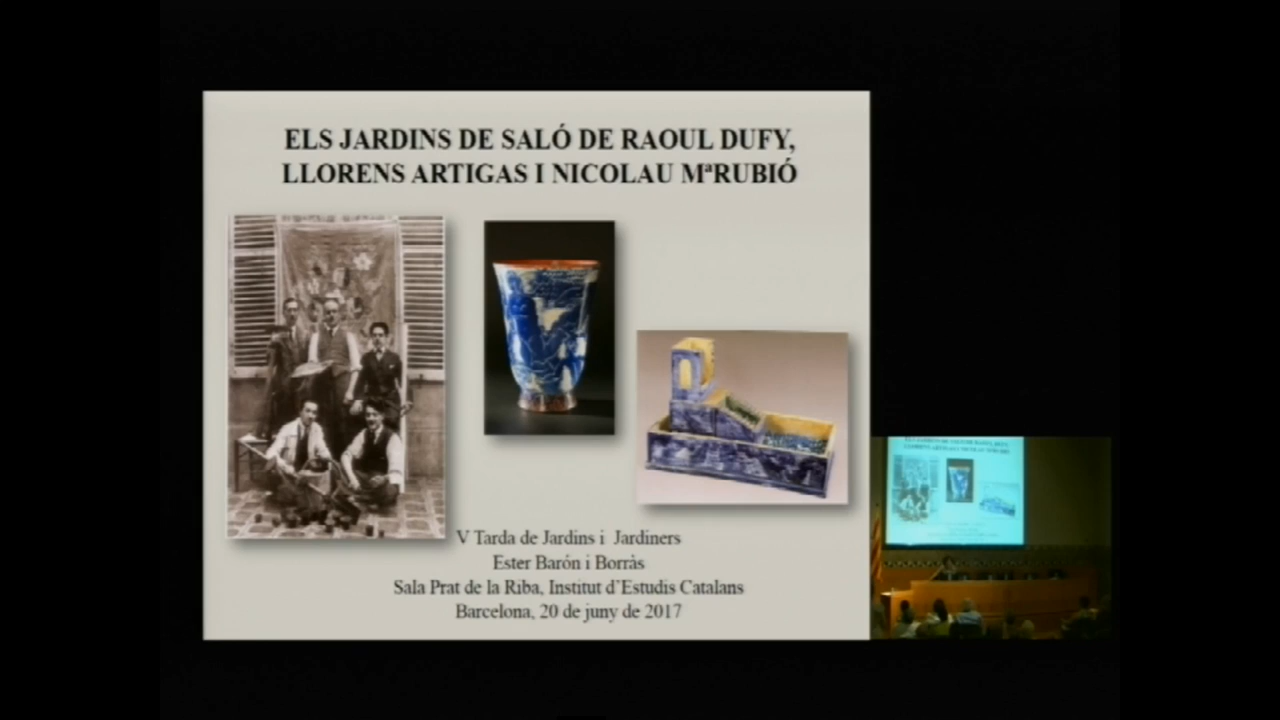 ELS JARDINS DE SALÓ DE RAOUL DUFY,
LLORENS ARTIGAS I NICOLAU MªRUBIÓ
V Tarda de Jardins i Jardiners
Ester Barón i Borràs
Sala Prat de la Riba, Institut d'Estudis Catalans
Barcelona, 20 de juny de 2017